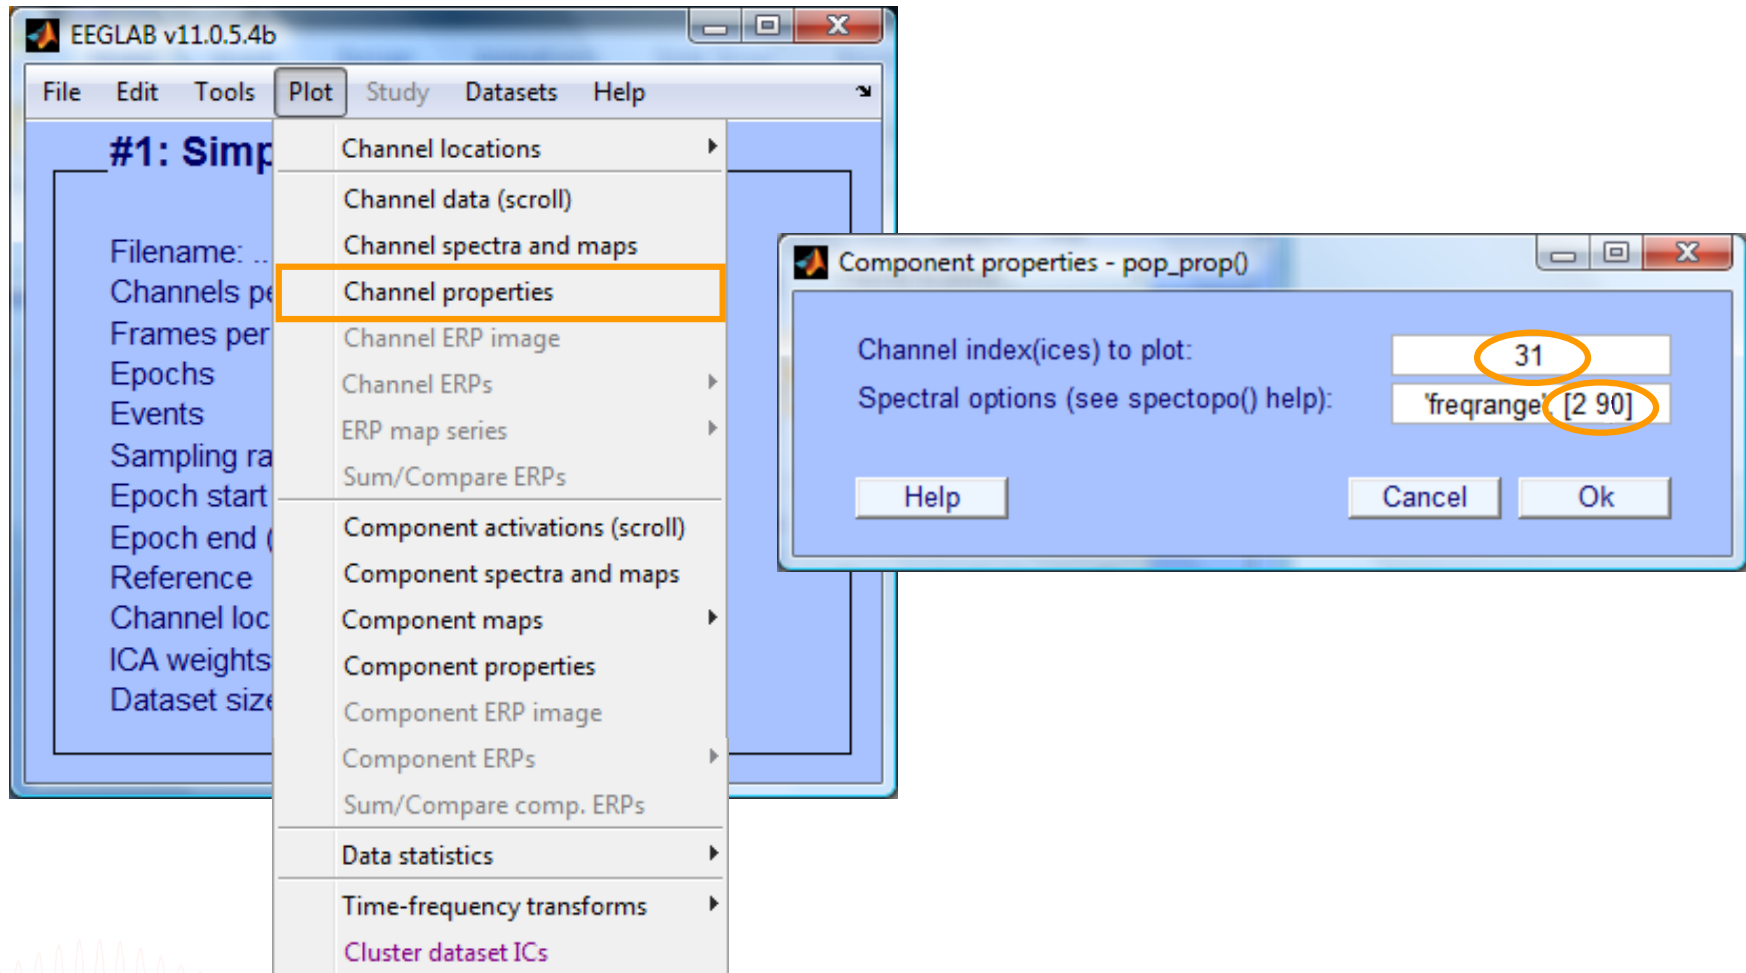 EEGLAB v11.0.5.4b
File Edit Tools Plot Study Datasets Help
#1: Simp
Filename: ..
Channels pe
Frames per
Epochs
Events
Sampling ra
Epoch start
Epoch end (
Reference
Channel loc
ICA weights
Dataset size
Channel locations
Channel data (scroll)
Channel spectra and maps
Channel properties
Channel ERP image
Channel ERPs
ERP map series
Sum/Compare ERPs
Component activations (scroll)
Component spectra and maps
Component maps
Component properties
Component ERP image
Component ERPs
Sum/Compare comp. ERPs
Data statistics
Time-frequency transforms
Cluster dataset ICs
Component properties - pop_prop()
Channel index(ices) to plot: 31
Spectral options (see spectopo() help): 'freqrange', [2 90]
Help Cancel Ok